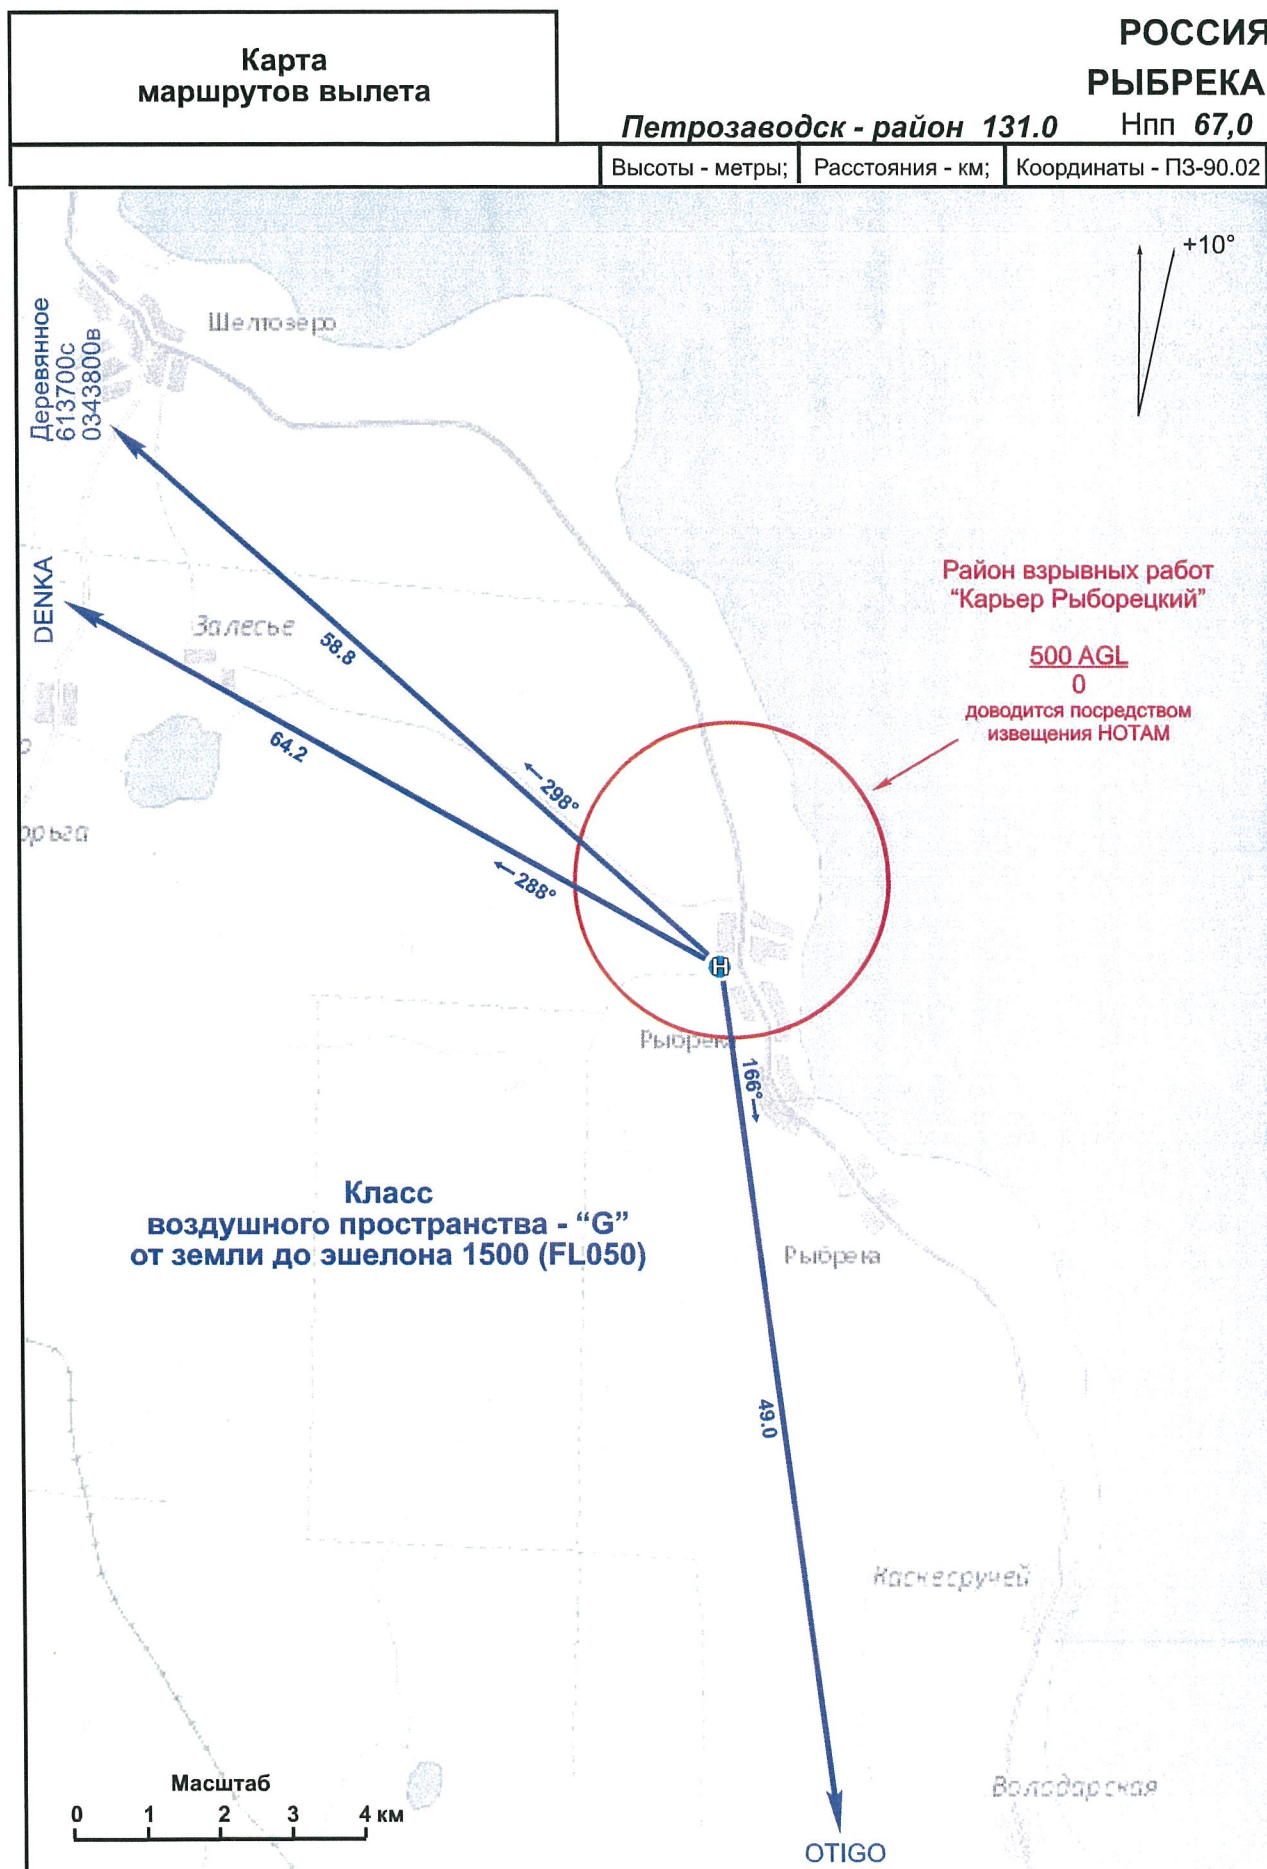 Карта
маршрутов вылета
РОССИЯ
РЫБРЕКА
Петрозаводск - район 131.0
Нпп 67,0
Высоты - метры;
Расстояния - км;
Координаты - ПЗ-90.02
+10°
Шелтозеро
Деревянное
613700с
0343800в
DENKA
Залесье
58.8
64.2
←298°
←288°
Район взрывных работ
“Карьер Рыборецкий”
500 AGL
0
доводится посредством
извещения НОТАМ
H
Рыбрека
166°→
Класс
воздушного пространства - “G”
от земли до эшелона 1500 (FL050)
Рыбрека
49.0
Каскесручей
Володарская
Масштаб
0 1 2 3 4 км
OTIGO